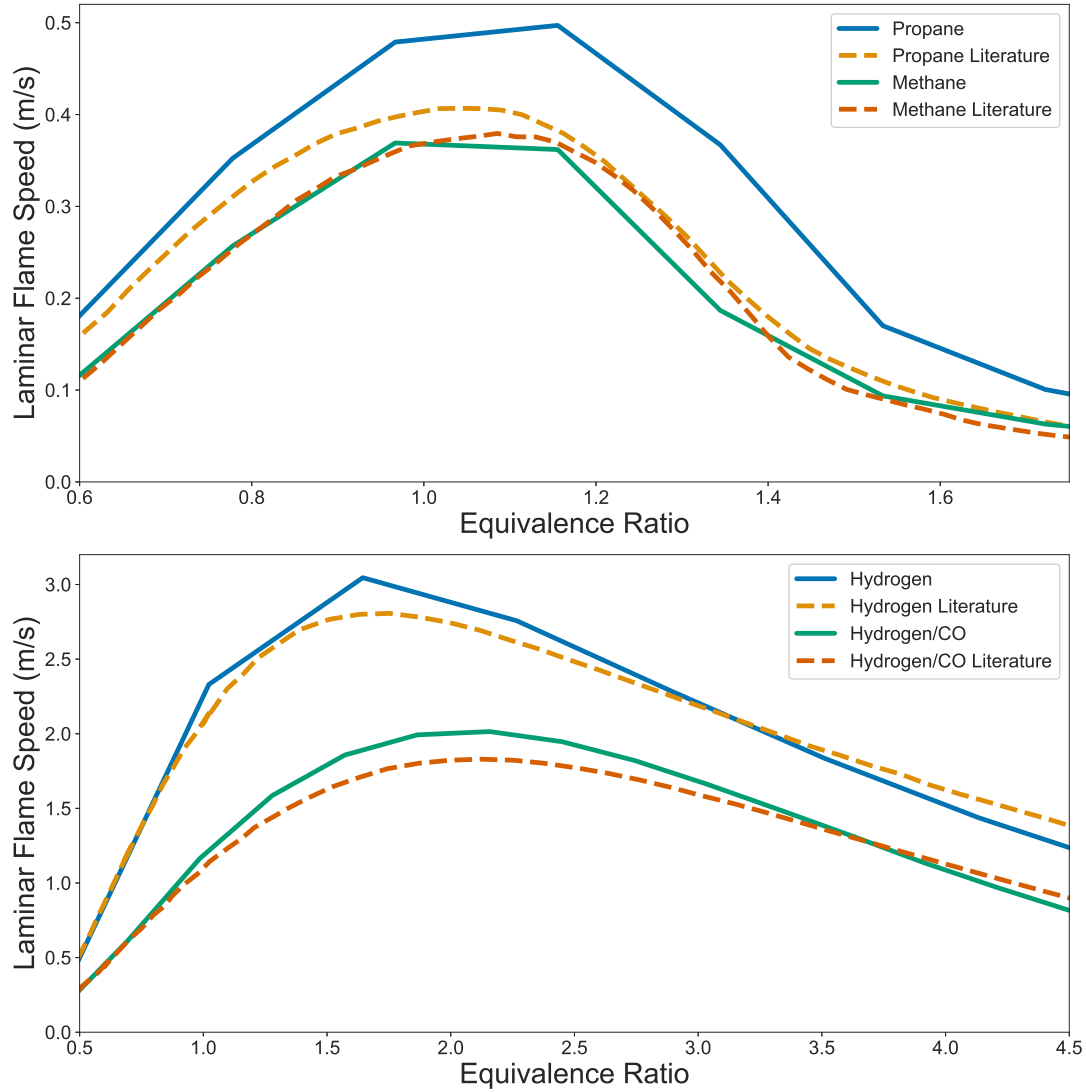 0.5
0.4
0.3
0.2
0.1
0.0
Laminar Flame Speed (m/s)
Propane
Propane Literature
Methane
Methane Literature
0.6 0.8 1.0 1.2 1.4 1.6
Equivalence Ratio
3.0
2.5
2.0
1.5
1.0
0.5
0.0
Laminar Flame Speed (m/s)
Hydrogen
Hydrogen Literature
Hydrogen/CO
Hydrogen/CO Literature
0.5 1.0 1.5 2.0 2.5 3.0 3.5 4.0 4.5
Equivalence Ratio